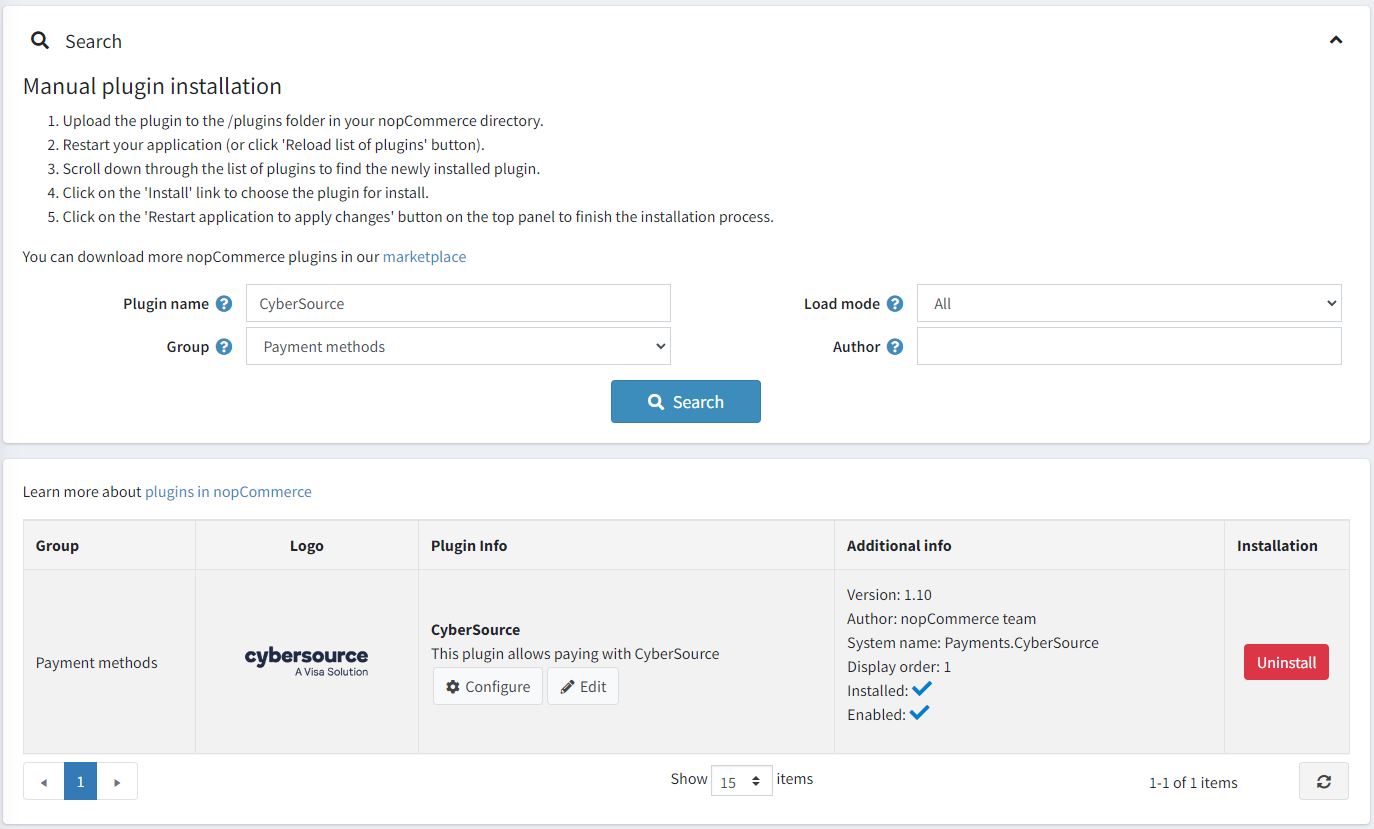 Search
Manual plugin installation
1. Upload the plugin to the /plugins folder in your nopCommerce directory.
2. Restart your application (or click 'Reload list of plugins' button).
3. Scroll down through the list of plugins to find the newly installed plugin.
4. Click on the 'Install' link to choose the plugin for install.
5. Click on the 'Restart application to apply changes' button on the top panel to finish the installation process.
You can download more nopCommerce plugins in our marketplace
Plugin name ? CyberSource
Load mode ? All
Group ? Payment methods
Author ?
Search
Learn more about plugins in nopCommerce
Group Logo Plugin Info Additional info Installation
Payment methods
cybersource
A Visa Solution
CyberSource
This plugin allows paying with CyberSource
Configure Edit
Version: 1.10
Author: nopCommerce team
System name: Payments.CyberSource
Display order: 1
Installed:
Enabled:
Uninstall
1
Show 15 items
1-1 of 1 items